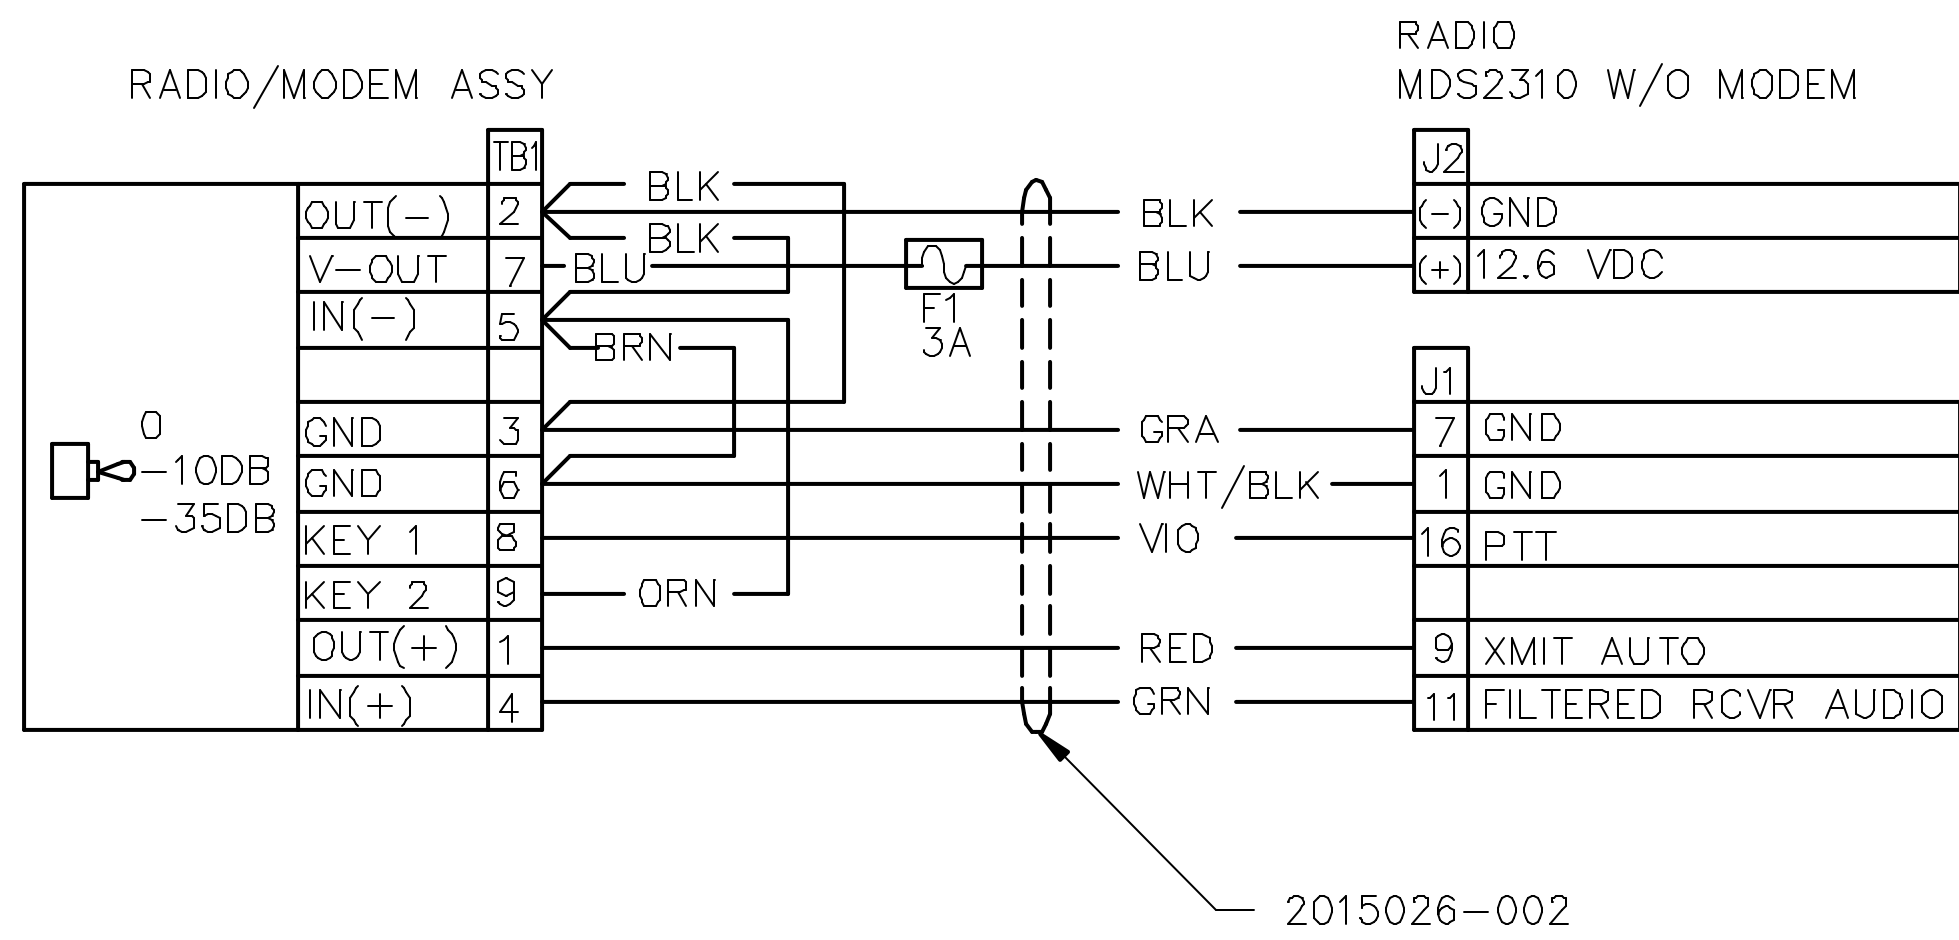 RADIO
MDS2310 W/O MODEM
RADIO/MODEM ASSY
TB1
J2
BLK
OUT(-) 2
BLK
(-) GND
BLK
V-OUT 7 BLU
BLU
(+) 12.6 VDC
IN(-) 5
F1
3A
BRN
J1
0
-10DB
-35DB
GND 3
GRA
7 GND
GND 6
WHT/BLK
1 GND
KEY 1 8
VIO
16 PTT
KEY 2 9
ORN
OUT(+) 1
RED
9 XMIT AUTO
IN(+) 4
GRN
11 FILTERED RCVR AUDIO
2015026-002